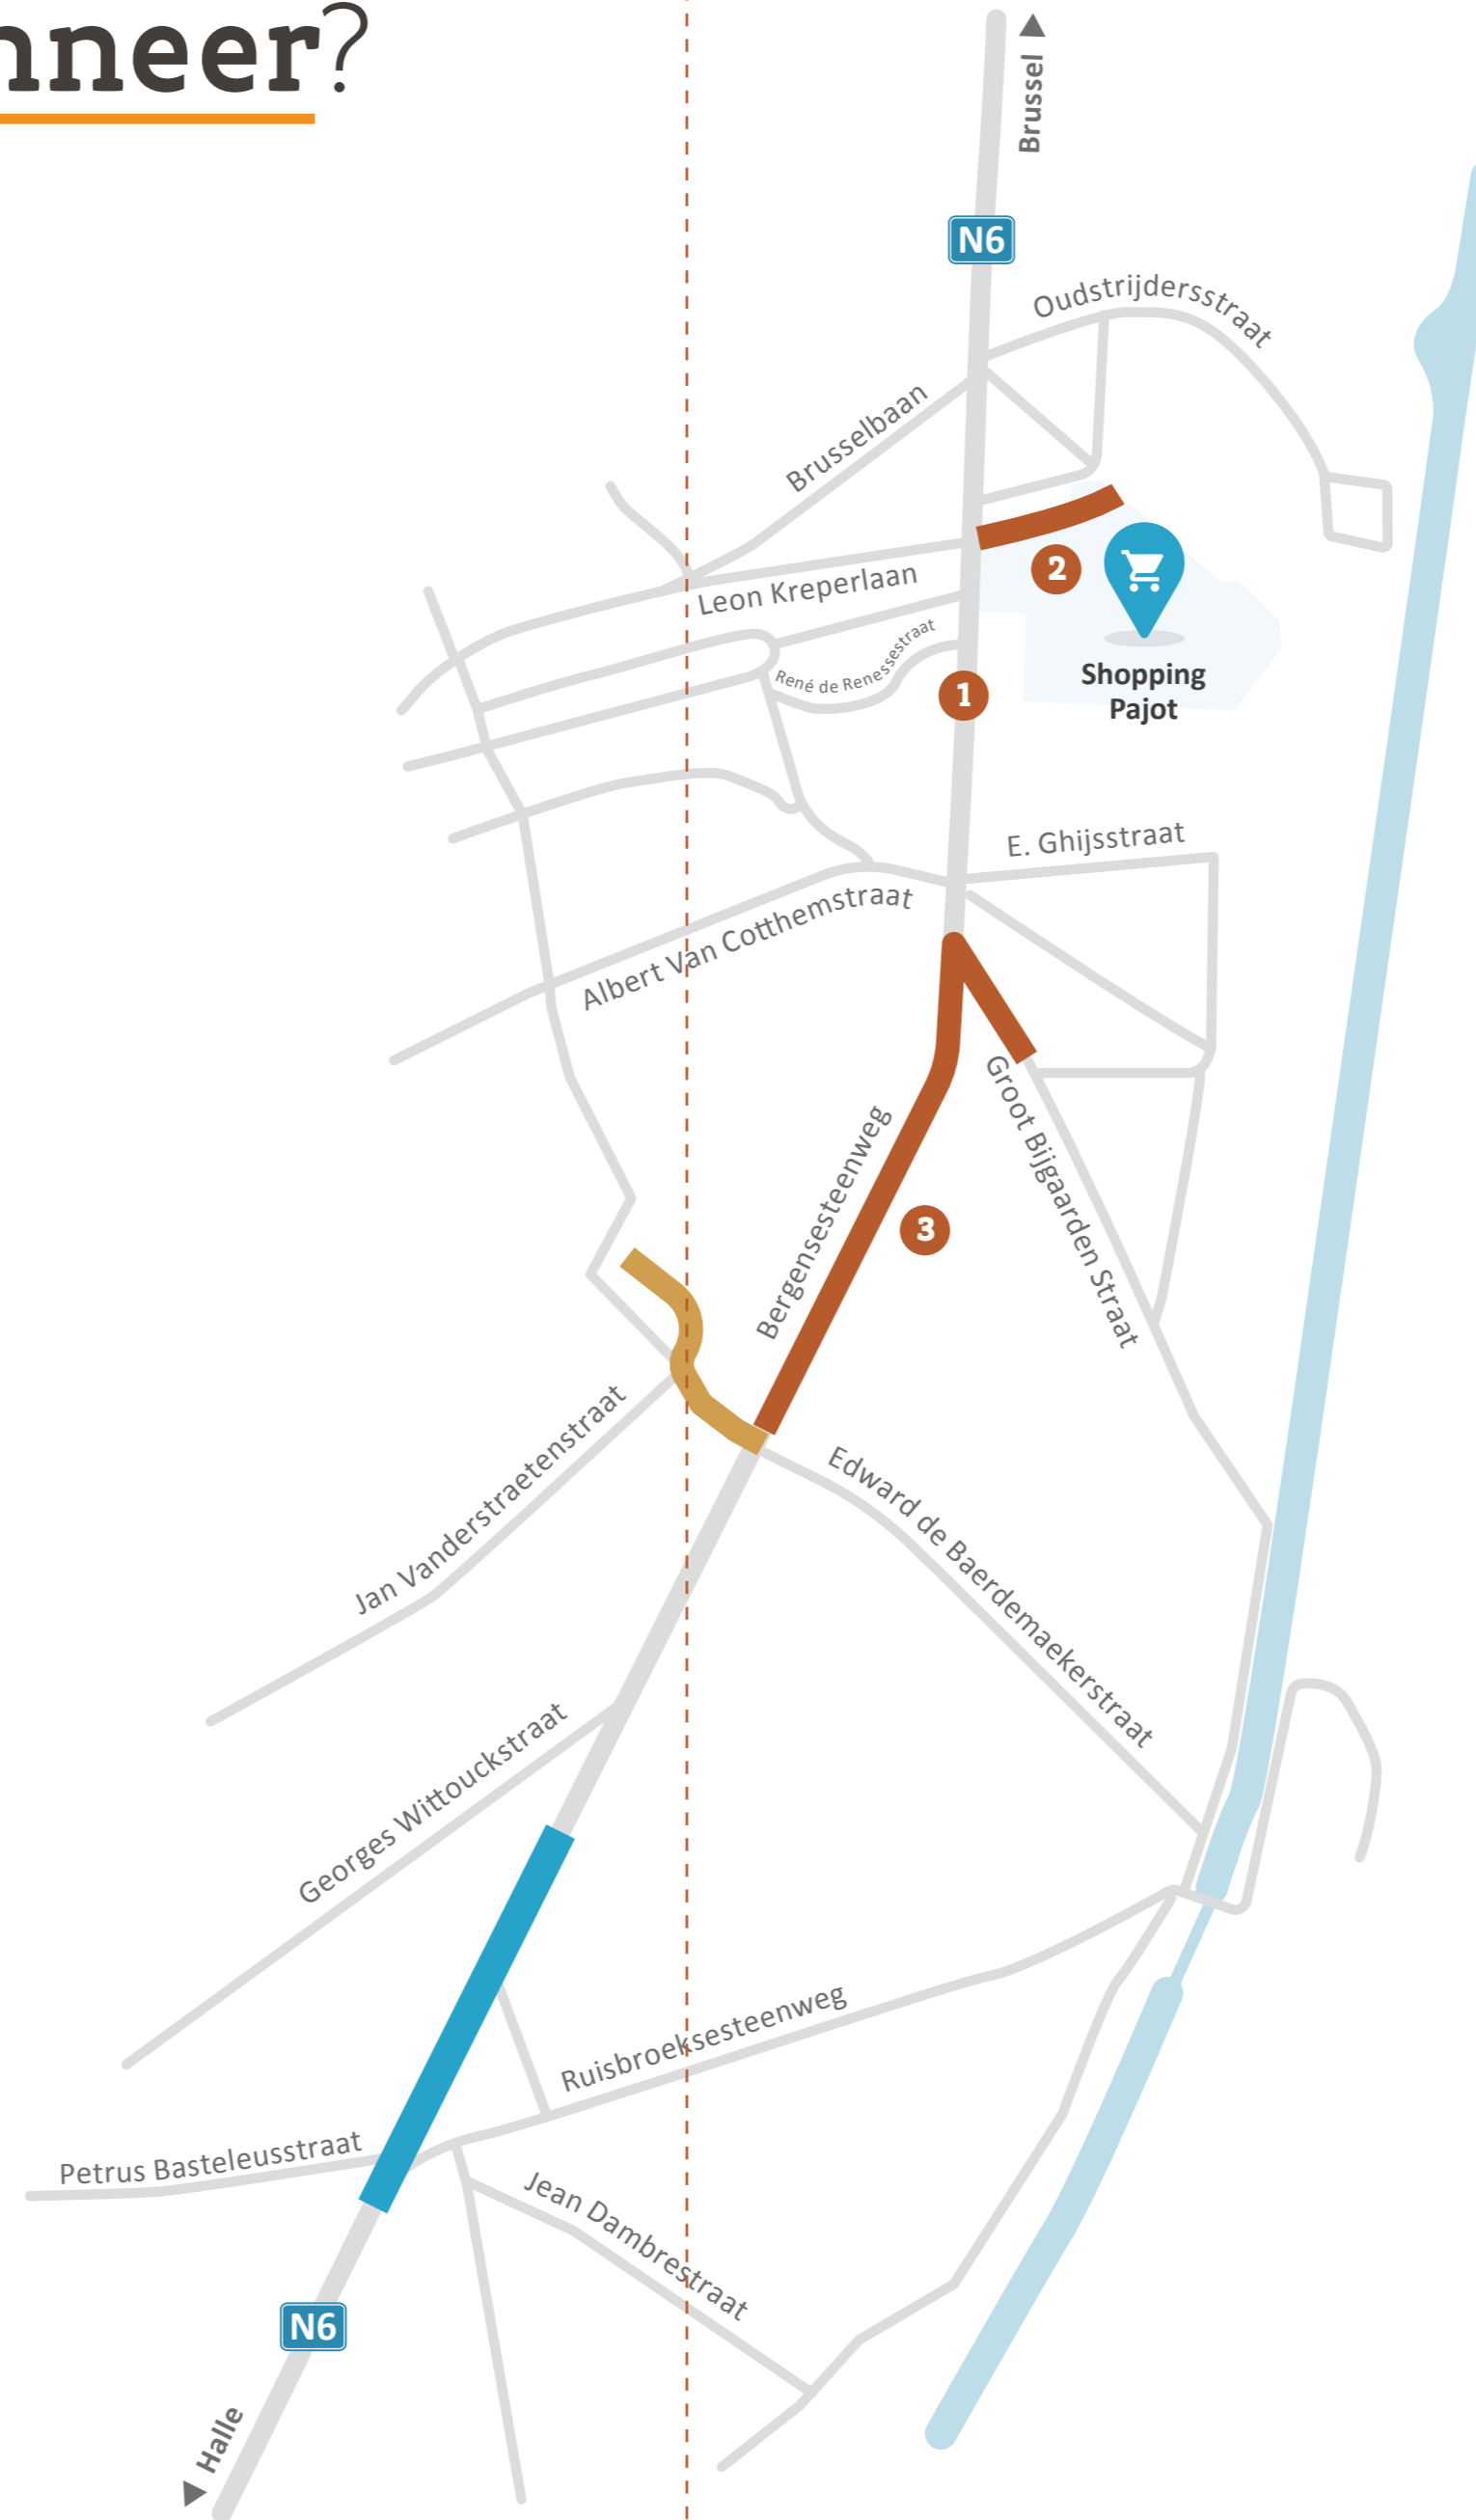 nneer?
Brussel
N6
Oudstrijdersstraat
Brusselbaan
2
Leon Kreperlaan
René de Renessestraat
Shopping
Pajot
1
E. Ghijsstraat
Albert Van Cotthemstraat
Groot Bijgaarden Straat
Bergensesteenweg
3
Jan Vanderstraetenstraat
Edward de Baerdemaekerstraat
Georges Wittouckstraat
Ruisbroeksesteenweg
Petrus Basteleusstraat
Jean Dambrestraat
N6
Halle